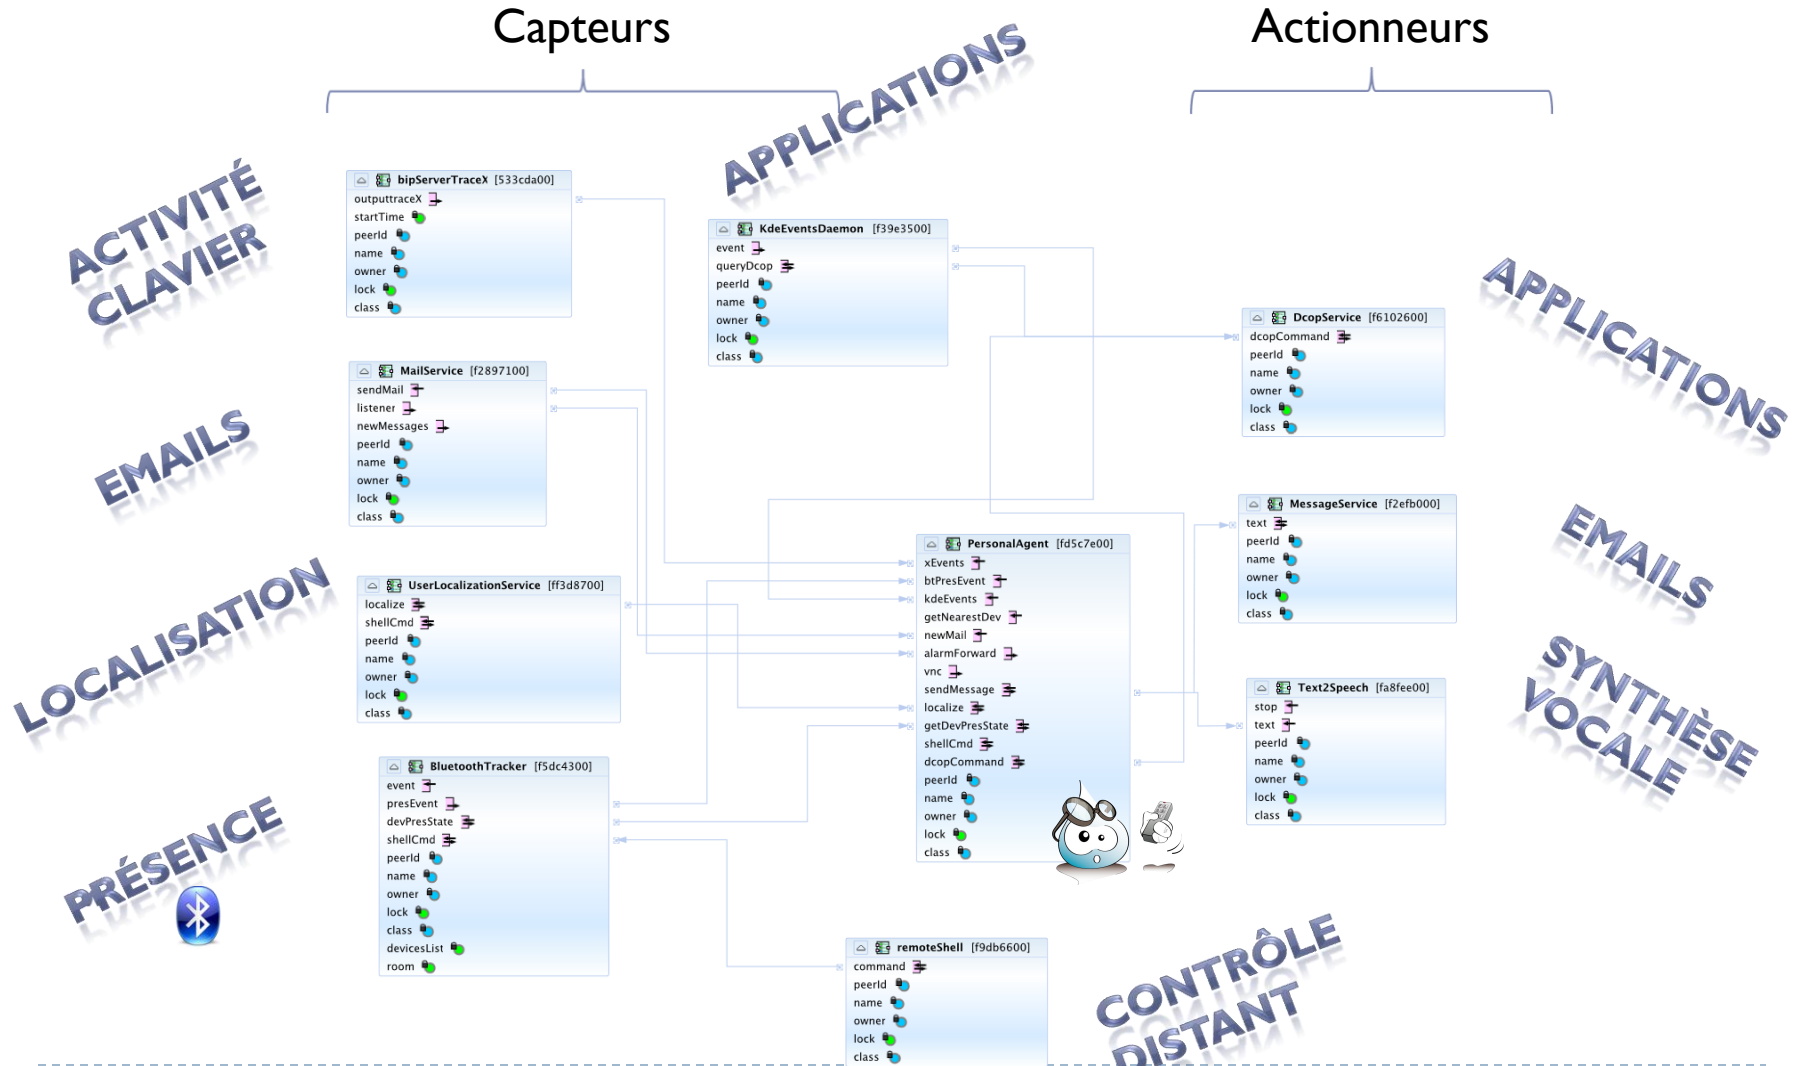 Capteurs
Actionneurs
APPLICATIONS
ACTIVITÉ
CLAVIER
bipServerTraceX [533cda00]
outputtraceX
startTime
peerId
name
owner
lock
class
KdeEventsDaemon [f39e3500]
event
queryDcop
peerId
name
owner
lock
class
APPLICATIONS
DcopService [f6102600]
dcopCommand
peerId
name
owner
lock
class
EMAILS
MailService [f2897100]
sendMail
listener
newMessages
peerId
name
owner
lock
class
MessageService [f2efb000]
text
peerId
name
owner
lock
class
EMAILS
LOCALISATION
UserLocalizationService [ff3d8700]
localize
shellCmd
peerId
name
owner
lock
class
PersonalAgent [fd5c7e00]
xEvents
btPresEvent
kdeEvents
getNearestDev
newMail
alarmForward
vnc
sendMessage
localize
getDevPresState
shellCmd
dcopCommand
peerId
name
owner
lock
class
Text2Speech [fa8fee00]
stop
text
peerId
name
owner
lock
class
SYNTHÈSE
VOCALE
PRÉSENCE
BluetoothTracker [f5dc4300]
event
presEvent
devPresState
shellCmd
peerId
name
owner
lock
class
devicesList
room
remoteShell [f9db6600]
command
peerId
name
owner
lock
class
CONTRÔLE
DISTANT